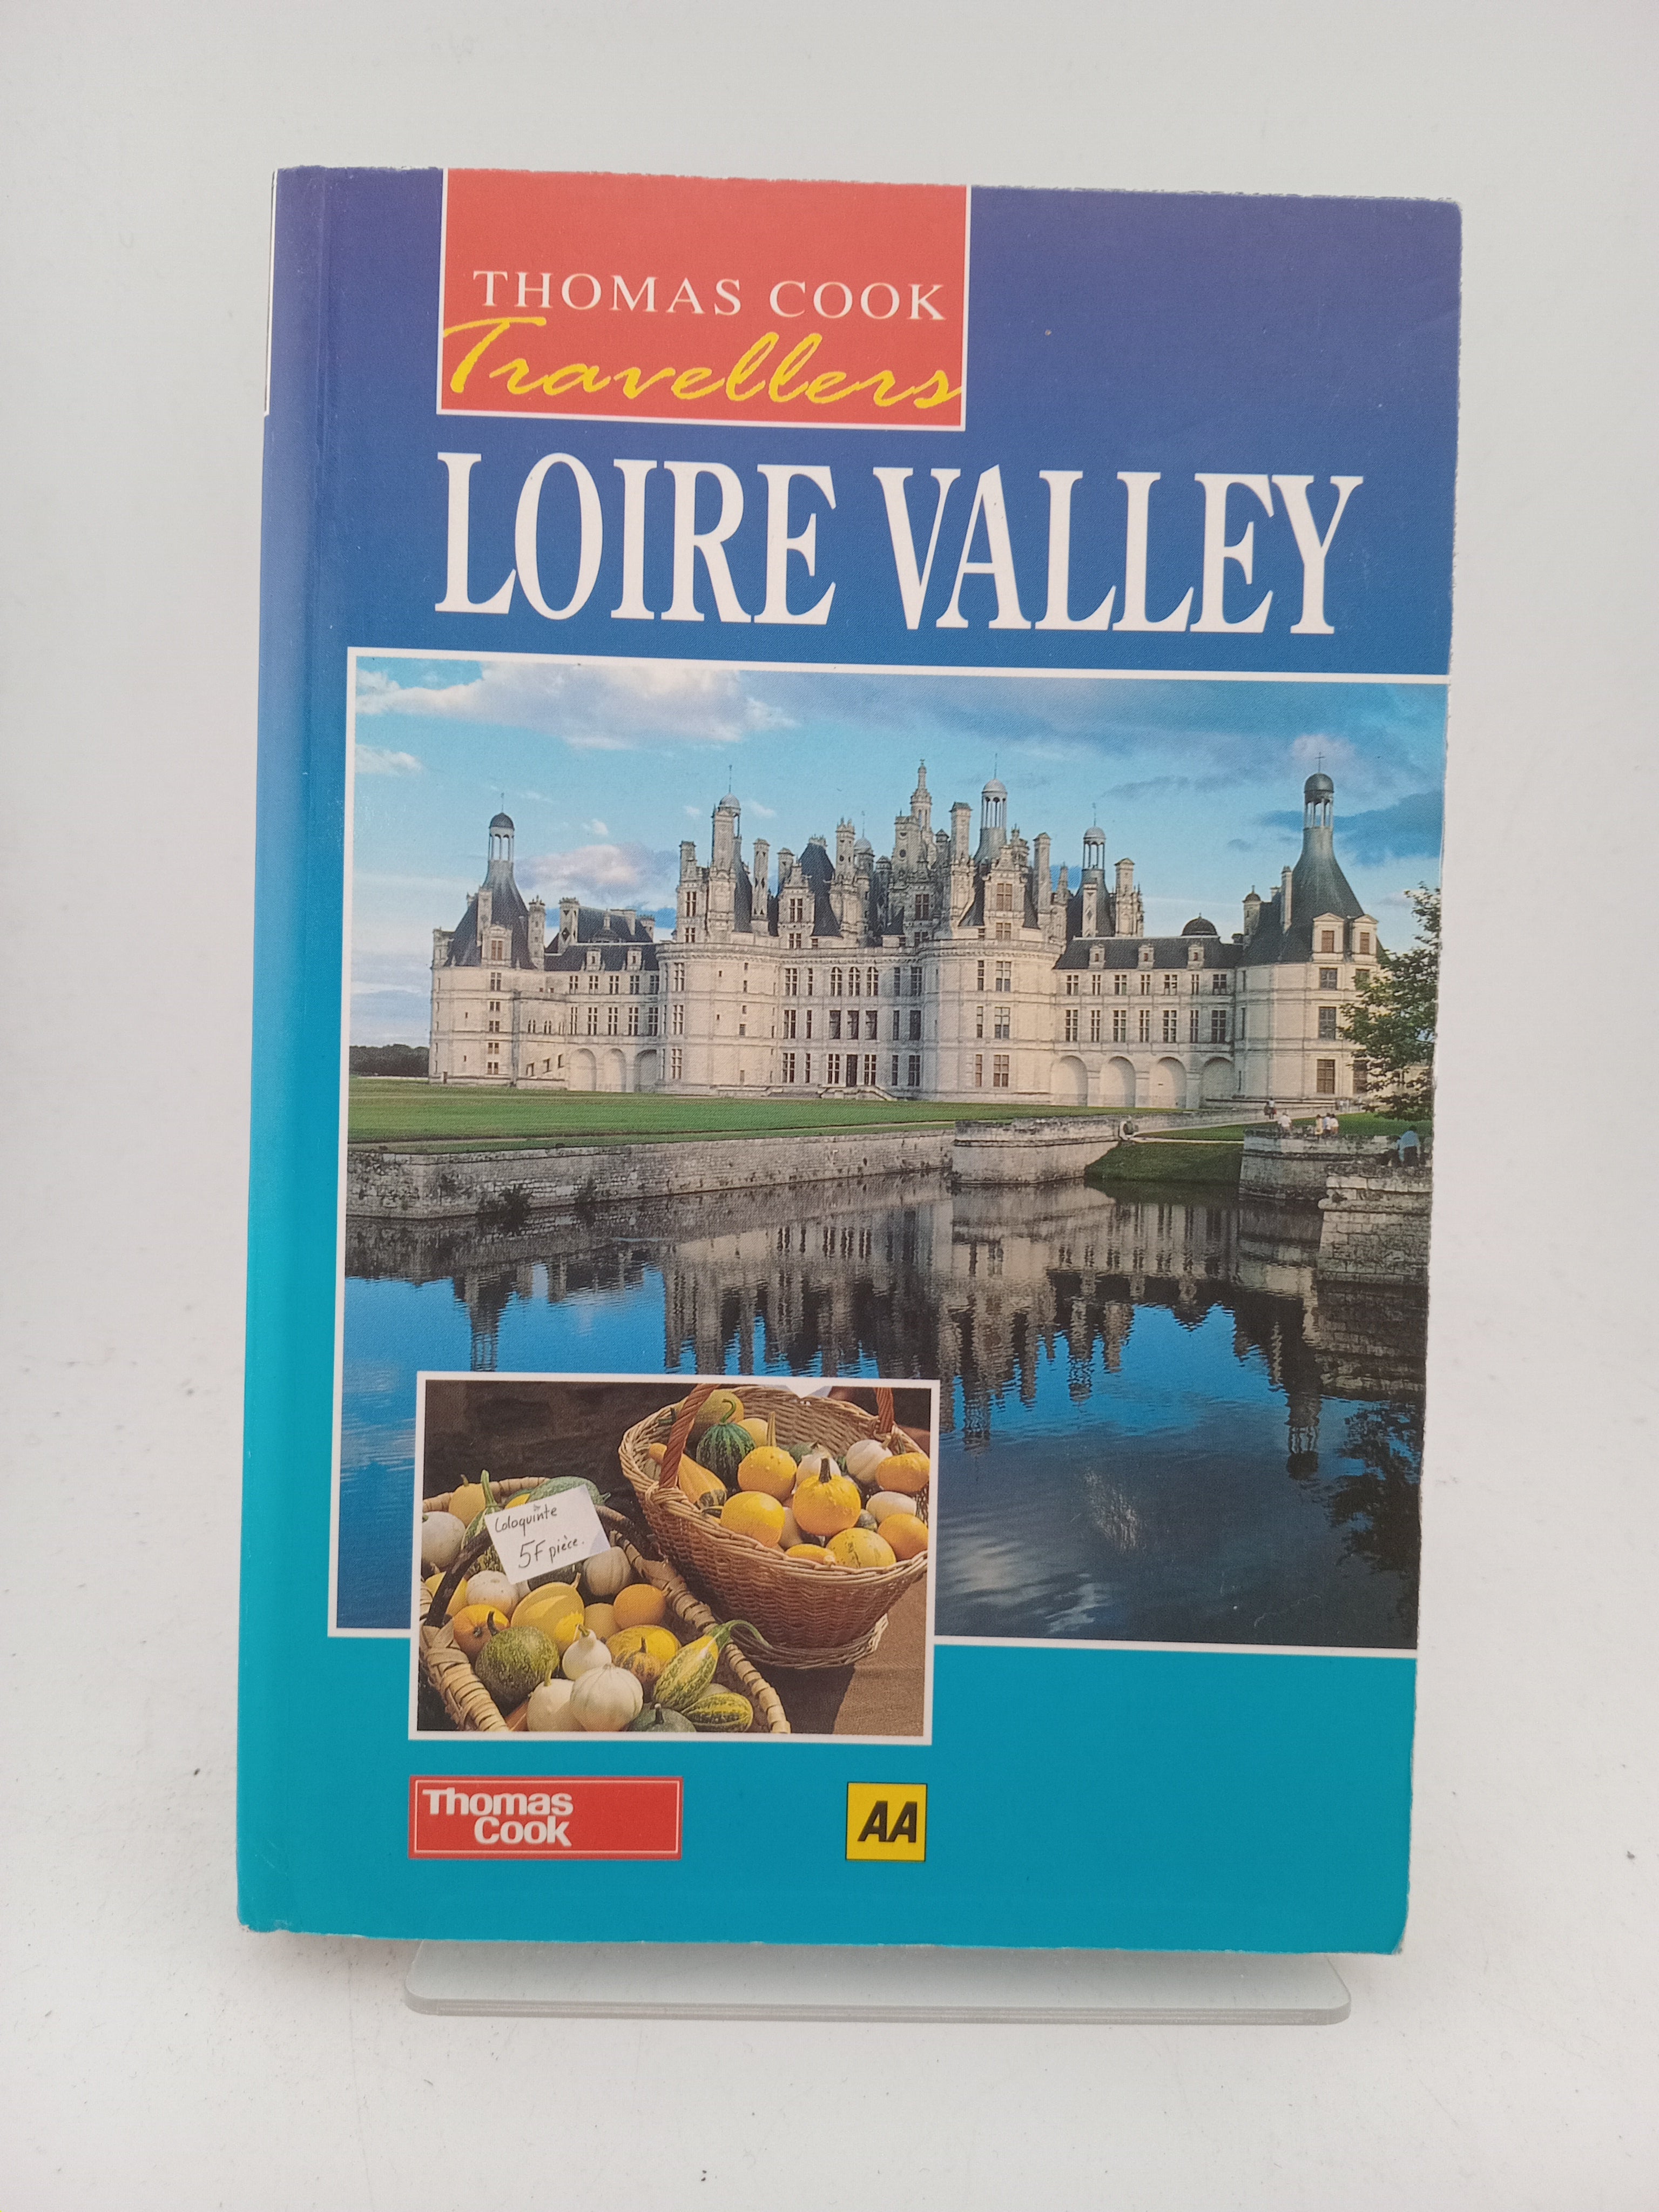 THOMAS COOK
Travellers
LOIRE VALLEY
Coloquinte
5F pièce.
Thomas
Cook
AA